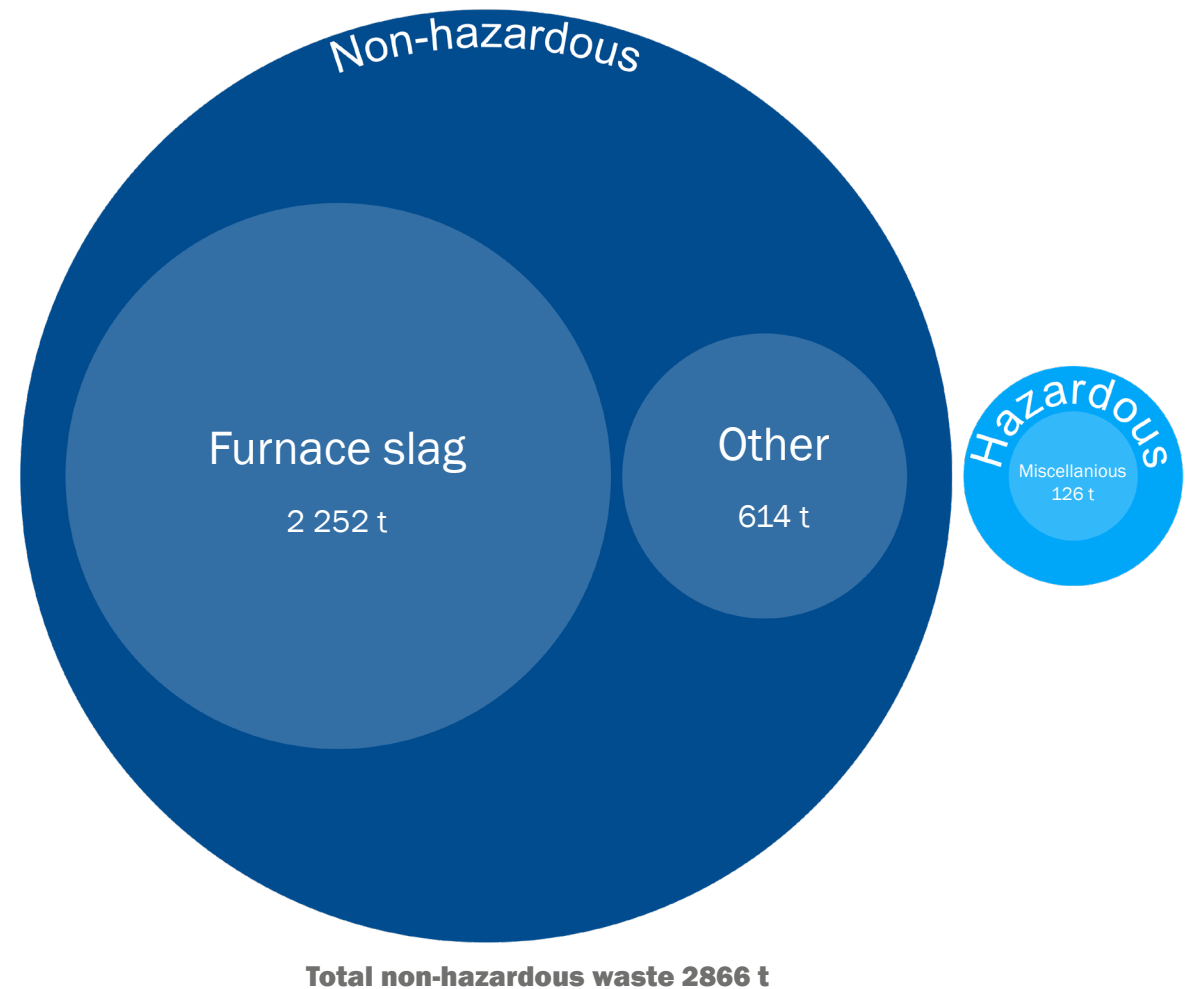 Non-hazardous
Furnace slag
2 252 t
Other
614 t
Hazardous
Miscellanious
126 t
Total non-hazardous waste 2866 t